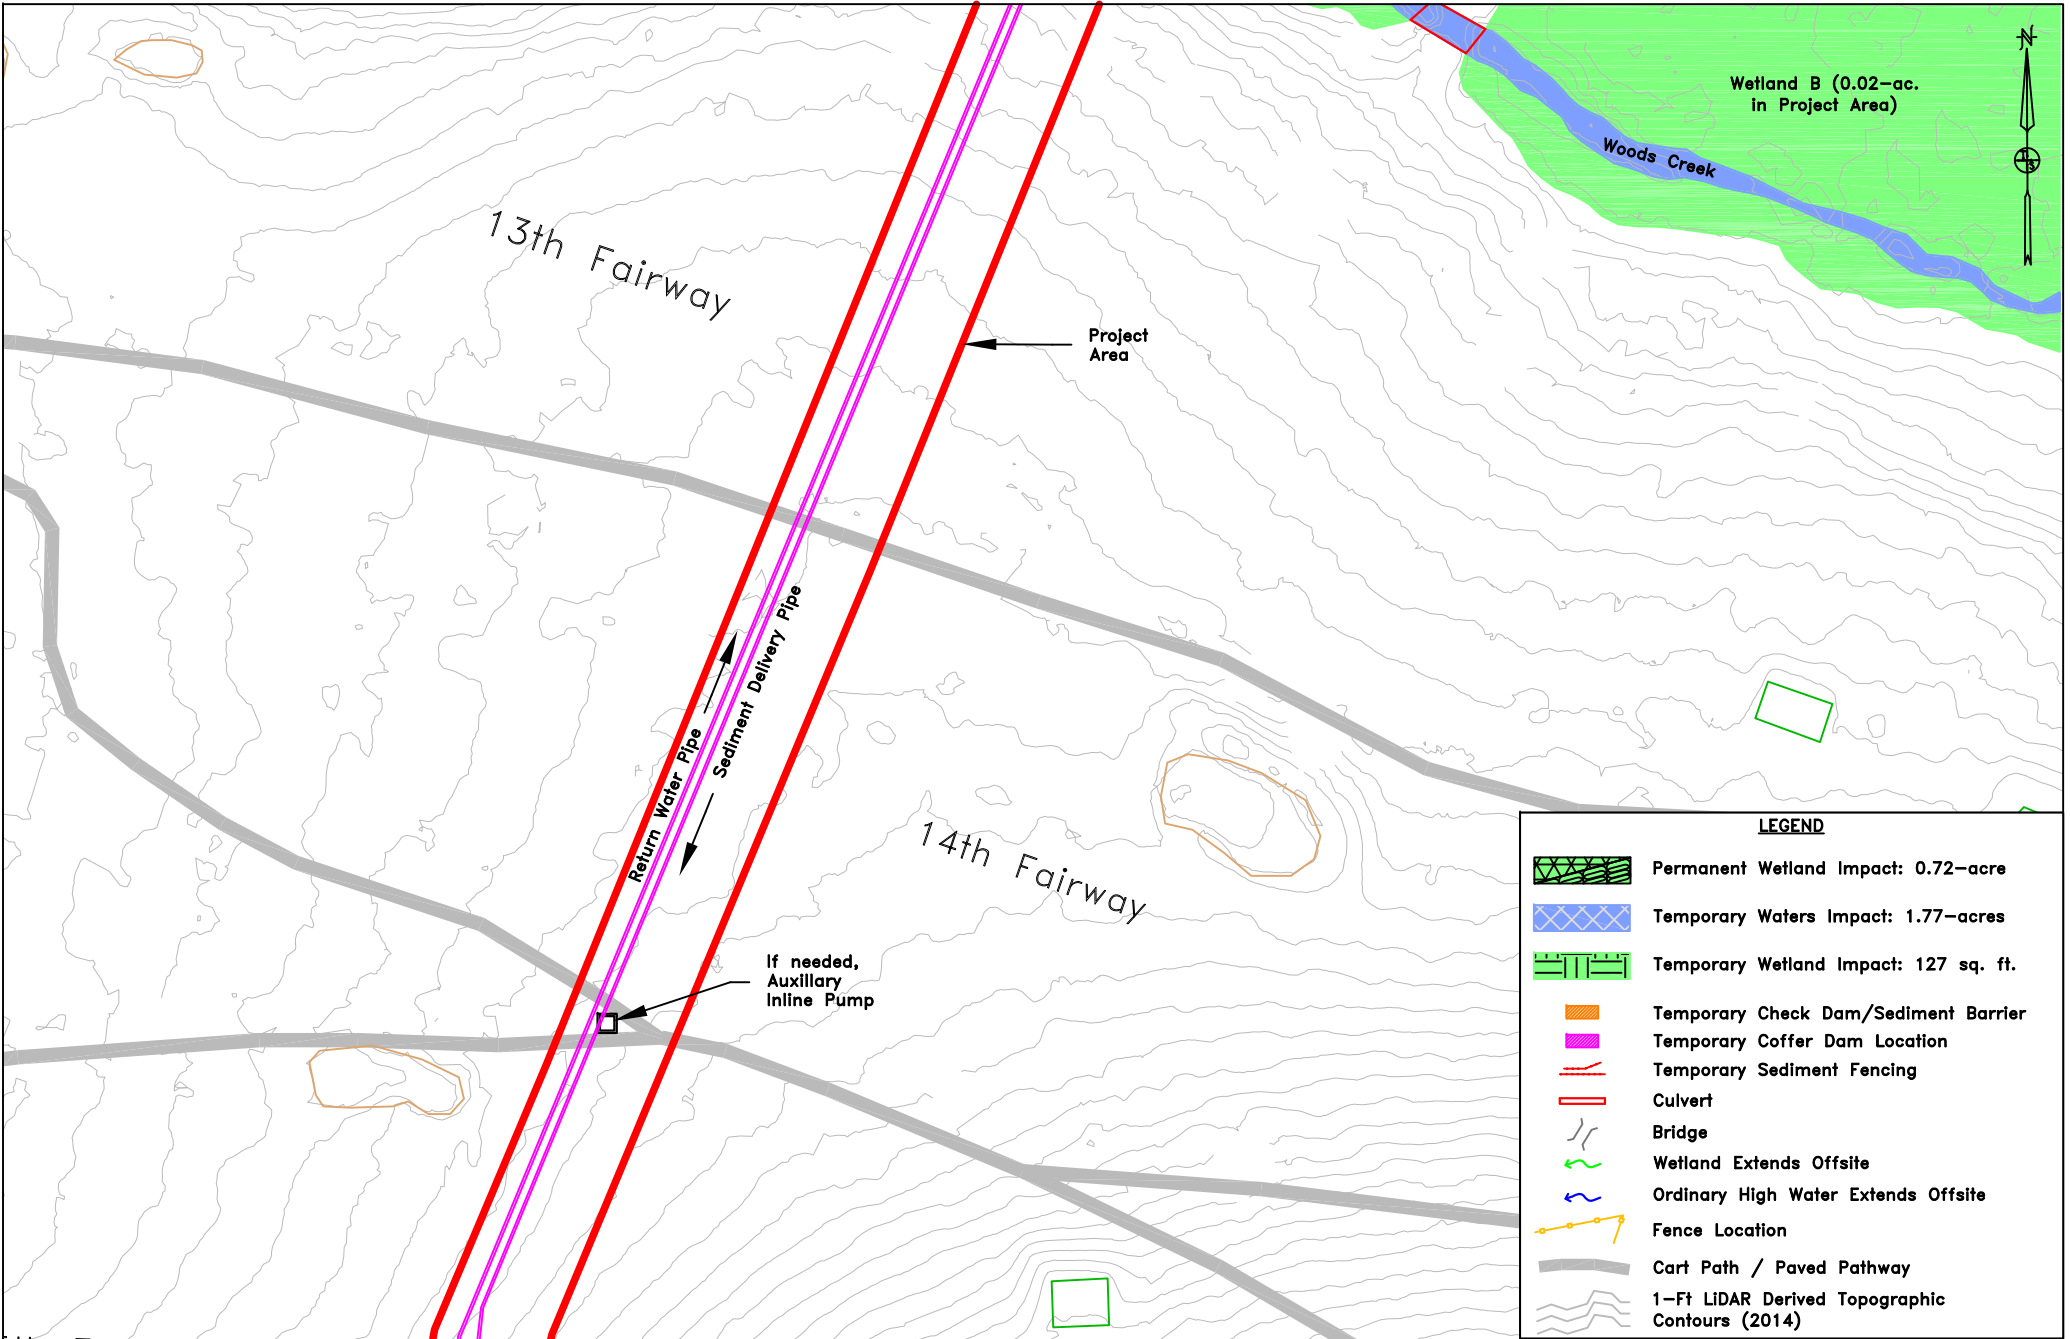 N
Wetland B (0.02-ac.
in Project Area)
Woods Creek
13th Fairway
Project
Area
Return Water Pipe
Sediment Delivery Pipe
14th Fairway
If needed,
Auxillary
Inline Pump
LEGEND
Permanent Wetland Impact: 0.72-acre
Temporary Waters Impact: 1.77-acres
Temporary Wetland Impact: 127 sq. ft.
Temporary Check Dam/Sediment Barrier
Temporary Coffer Dam Location
Temporary Sediment Fencing
Culvert
Bridge
Wetland Extends Offsite
Ordinary High Water Extends Offsite
Fence Location
Cart Path / Paved Pathway
1-Ft LiDAR Derived Topographic
Contours (2014)